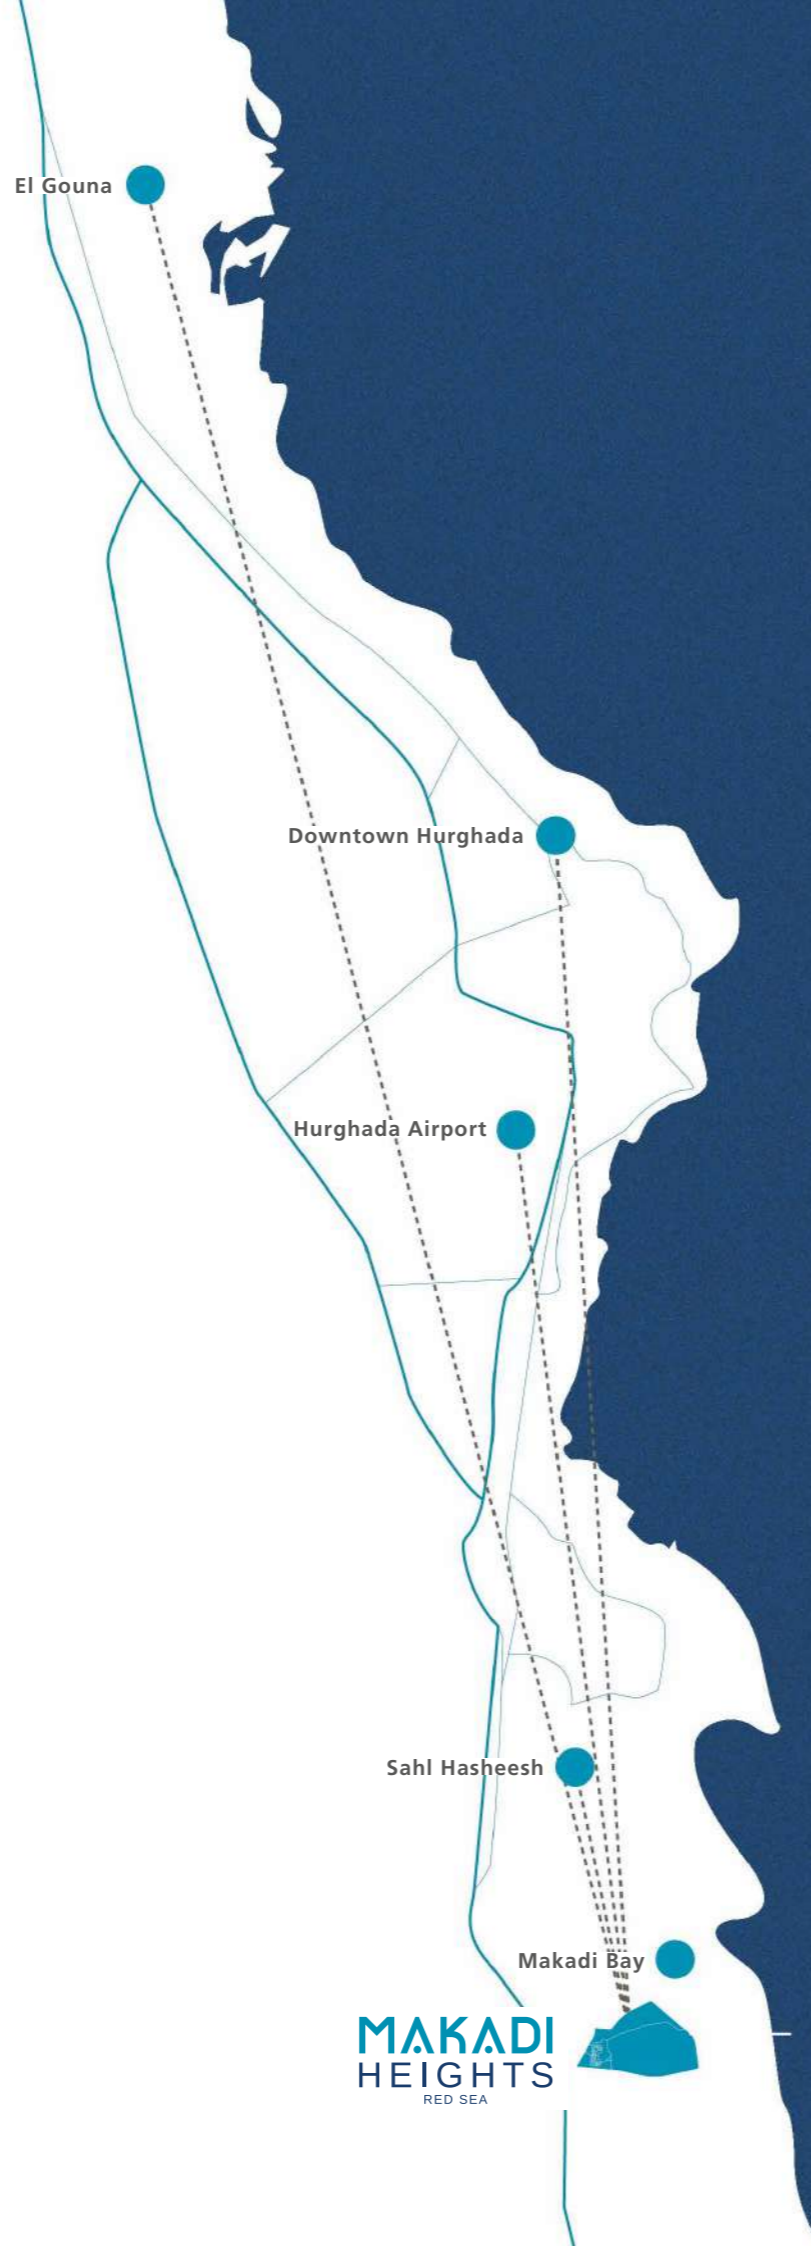 El Gouna
Downtown Hurghada
Hurghada Airport
Sahl Hasheesh
Makadi Bay
MAKADI
HEIGHTS
RED SEA